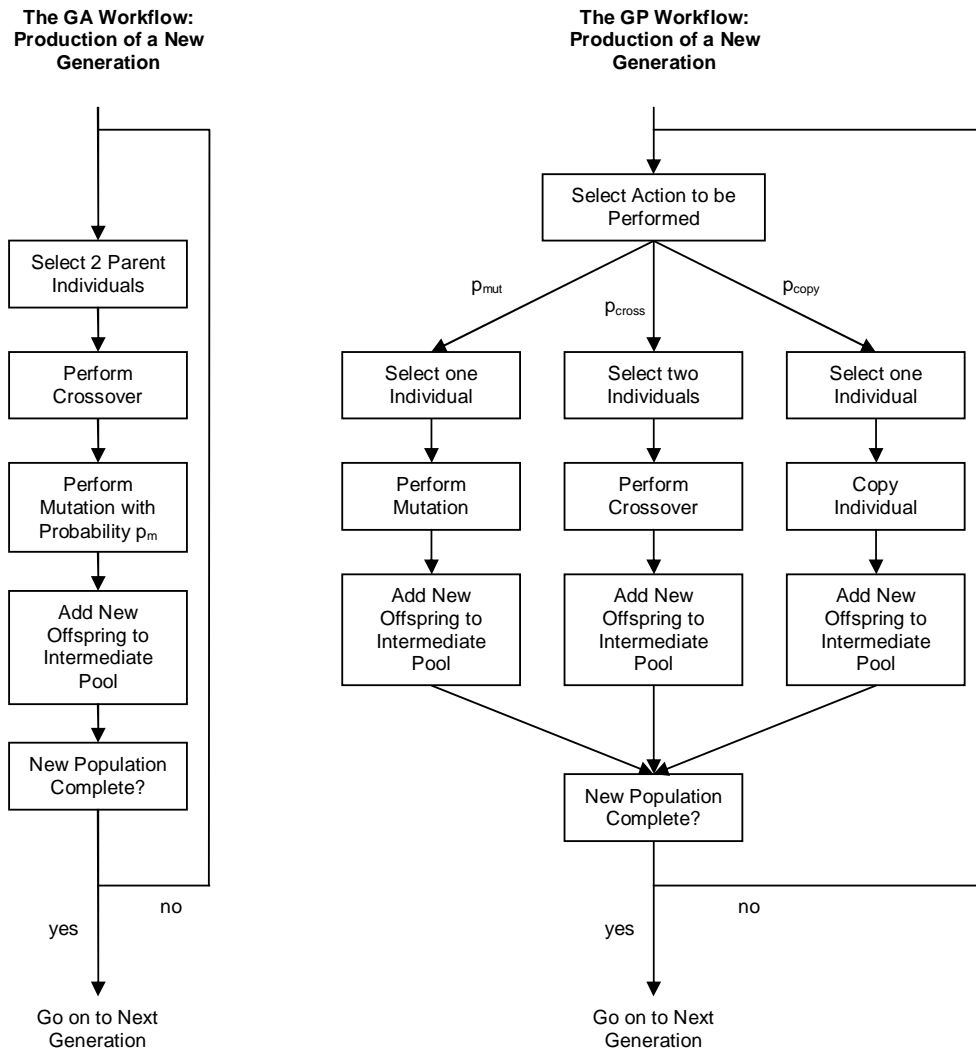 The GA Workflow:
Production of a New
Generation
Select 2 Parent
Individuals
Perform
Crossover
Perform
Mutation with
Probability pm
Add New
Offspring to
Intermediate
Pool
New Population
Complete?
no
yes
Go on to Next
Generation
The GP Workflow:
Production of a New
Generation
Select Action to be
Performed
pmut
pcross
pcopy
Select one
Individual
Perform
Mutation
Add New
Offspring to
Intermediate
Pool
Select two
Individuals
Perform
Crossover
Add New
Offspring to
Intermediate
Pool
Select one
Individual
Copy
Individual
Add New
Offspring to
Intermediate
Pool
New Population
Complete?
no
yes
Go on to Next
Generation